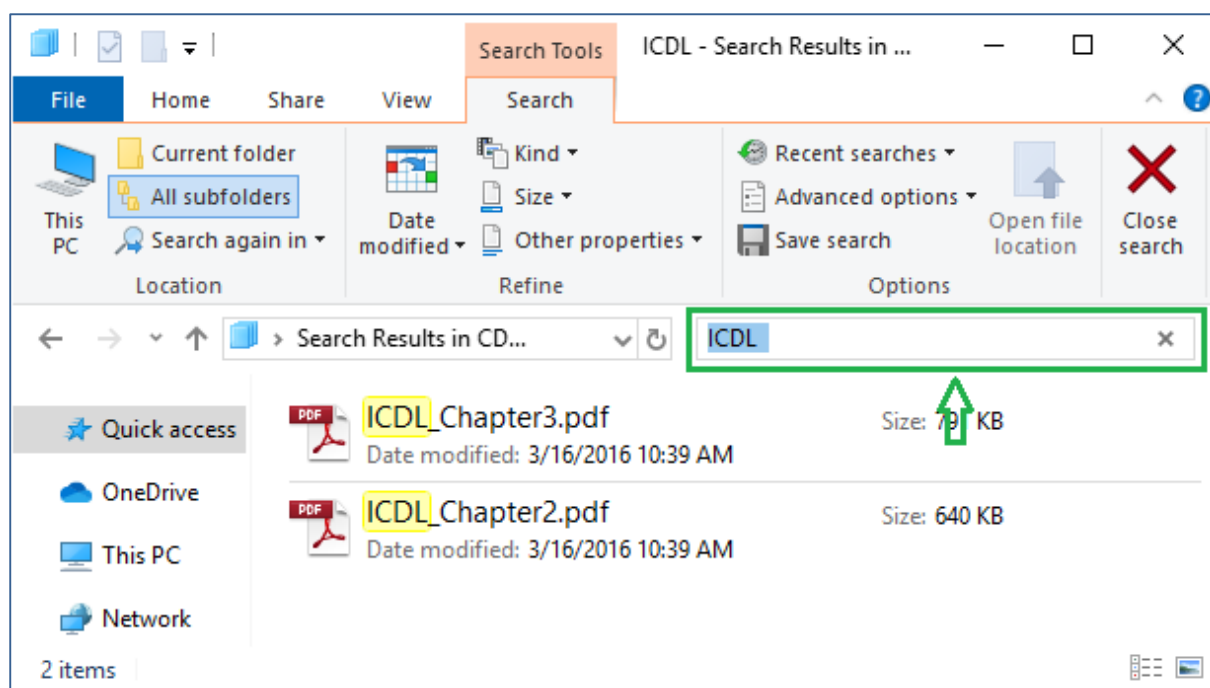 Search Tools
ICDL - Search Results in ...
File Home Share View Search
Current folder
All subfolders
Search again in
This PC
Location
Date modified
Kind
Size
Other properties
Refine
Recent searches
Advanced options
Save search
Open file location
Options
Close search
Search Results in CD...
ICDL
Quick access
OneDrive
This PC
Network
PDF
ICDL_Chapter3.pdf
Date modified: 3/16/2016 10:39 AM
Size: KB
PDF
ICDL_Chapter2.pdf
Date modified: 3/16/2016 10:39 AM
Size: 640 KB
2 items